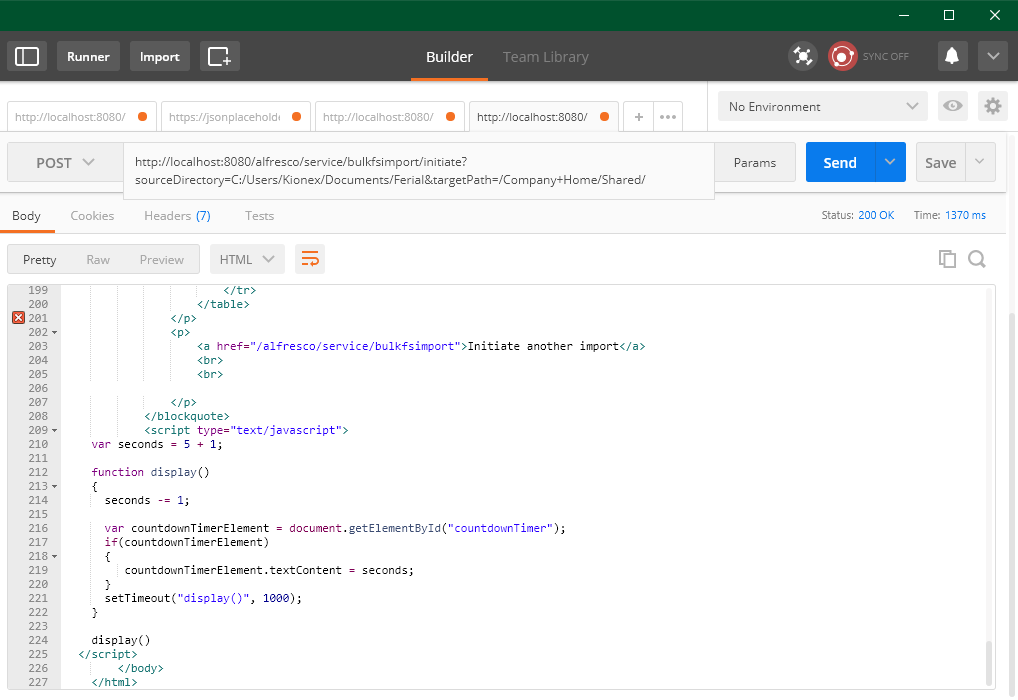 Runner Import Builder Team Library SYNC OFF
http://localhost:8080/ https://jsonplaceholde http://localhost:8080/ http://localhost:8080/ + ••• No Environment
POST http://localhost:8080/alfresco/service/bulkfsimport/initiate?
sourceDirectory=C:/Users/Kionex/Documents/Ferial&targetPath=/Company+Home/Shared/ Params Send Save
Body Cookies Headers (7) Tests Status: 200 OK Time: 1370 ms
Pretty Raw Preview HTML
199 </tr>
200 </table>
201 </p>
202 <p>
203 <a href="/alfresco/service/bulkfsimport">Initiate another import</a>
204 <br>
205 <br>
206
207 </p>
208 </blockquote>
209 <script type="text/javascript">
210 var seconds = 5 + 1;
211
212 function display()
213 {
214 seconds -= 1;
215
216 var countdownTimerElement = document.getElementById("countdownTimer");
217 if(countdownTimerElement)
218 {
219 countdownTimerElement.textContent = seconds;
220 }
221 setTimeout("display()", 1000);
222 }
223
224 display()
225 </script>
226 </body>
227 </html>